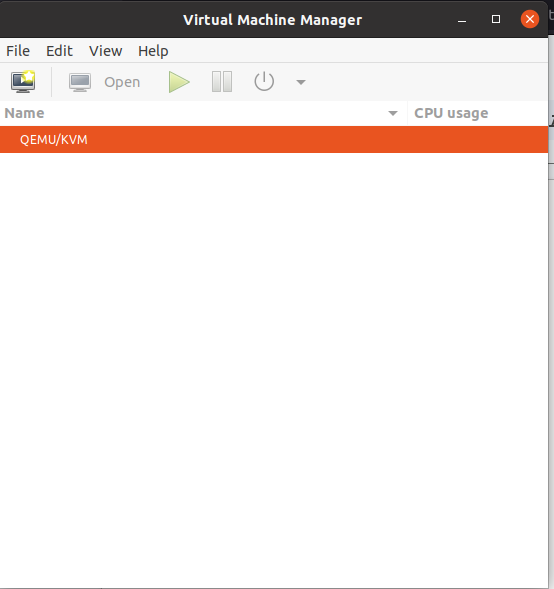 Virtual Machine Manager
File Edit View Help
Open
Name CPU usage
QEMU/KVM